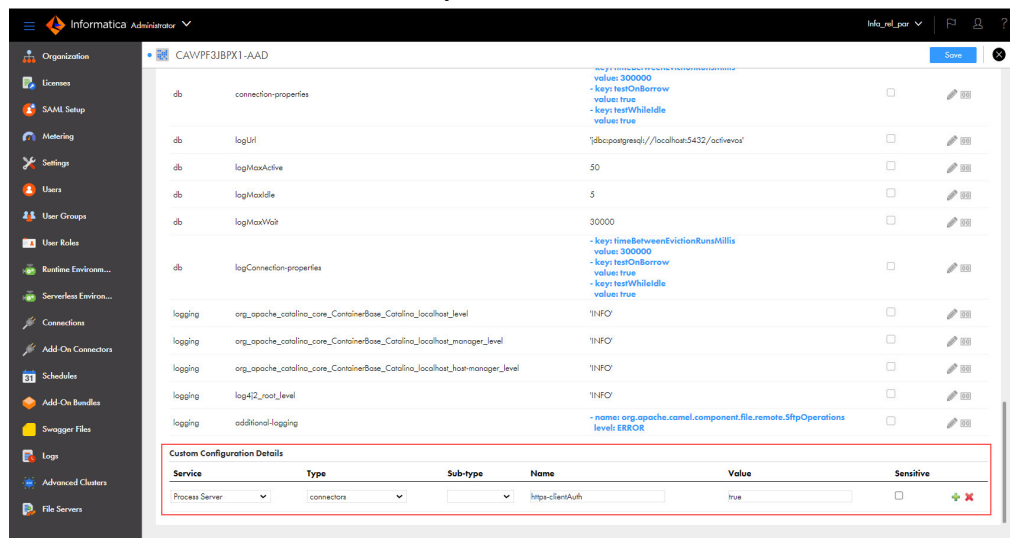 Informatica Administrator
Infa_rel_par
?
Organization
Licenses
SAML Setup
Metering
Settings
Users
User Groups
User Roles
Runtime Environm...
Serverless Environ...
Connections
Add-On Connectors
31
Schedules
Add-On Bundles
Swagger Files
Logs
Advanced Clusters
File Servers
CAWPF3JBPX1-AAD
Save
- key: timeBetweenEvictionRunsMillis
value: 300000
db connection-properties
- key: testOnBorrow
value: true
- key: testWhileIdle
value: true
db logUrl 'jdbc:postgresql://localhost:5432/activevos'
db logMaxActive 50
db logMaxIdle 5
db logMaxWait 30000
db logConnection-properties
- key: timeBetweenEvictionRunsMillis
value: 300000
- key: testOnBorrow
value: true
- key: testWhileIdle
value: true
logging org_apache_catalina_core_ContainerBase_Catalina_localhost_level 'INFO'
logging org_apache_catalina_core_ContainerBase_Catalina_localhost_manager_level 'INFO'
logging org_apache_catalina_core_ContainerBase_Catalina_localhost_host-manager_level 'INFO'
logging log4j2_root_level 'INFO'
logging additional-logging
- name: org.apache.camel.component.file.remote.SftpOperations
level: ERROR
Custom Configuration Details
Service Type Sub-type Name Value Sensitive
Process Server connectors https-clientAuth true